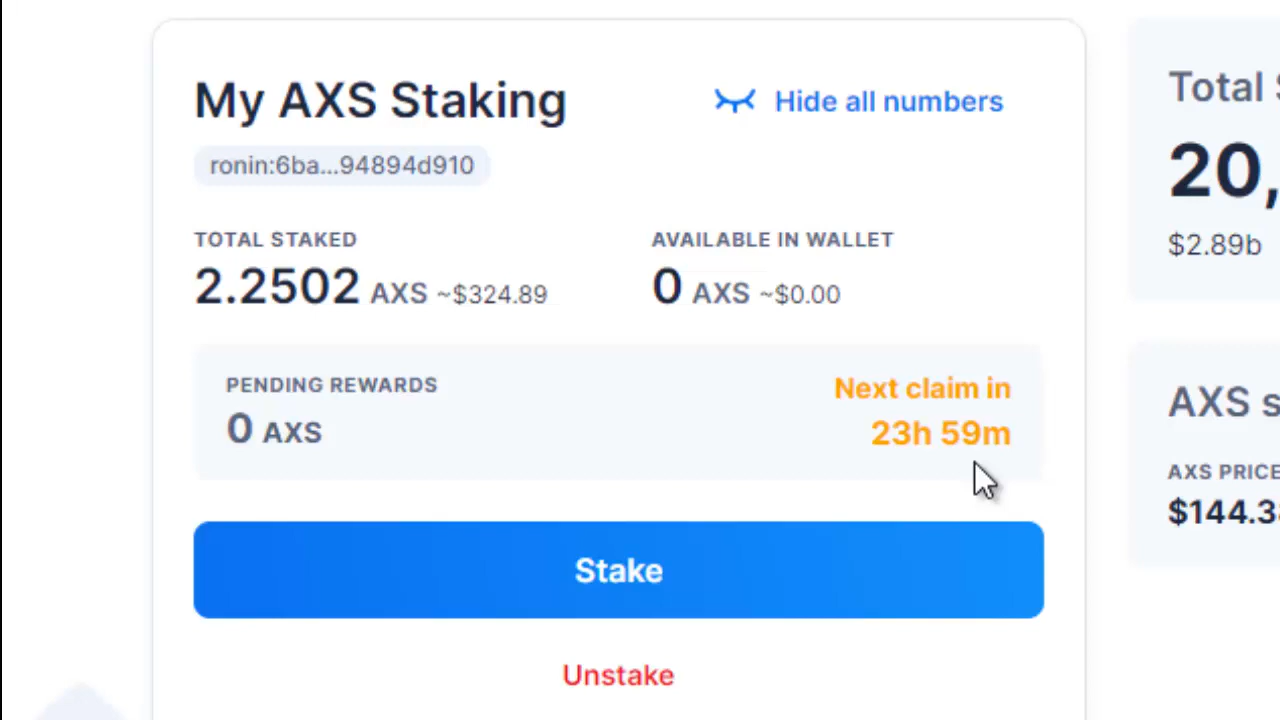 My AXS Staking
Hide all numbers
ronin:6ba...94894d910
TOTAL STAKED
2.2502 AXS ~$324.89
AVAILABLE IN WALLET
0 AXS ~$0.00
PENDING REWARDS
0 AXS
Next claim in
23h 59m
Stake
Unstake
Total
20,
$2.89b
AXS
AXS PRICE
$144.3